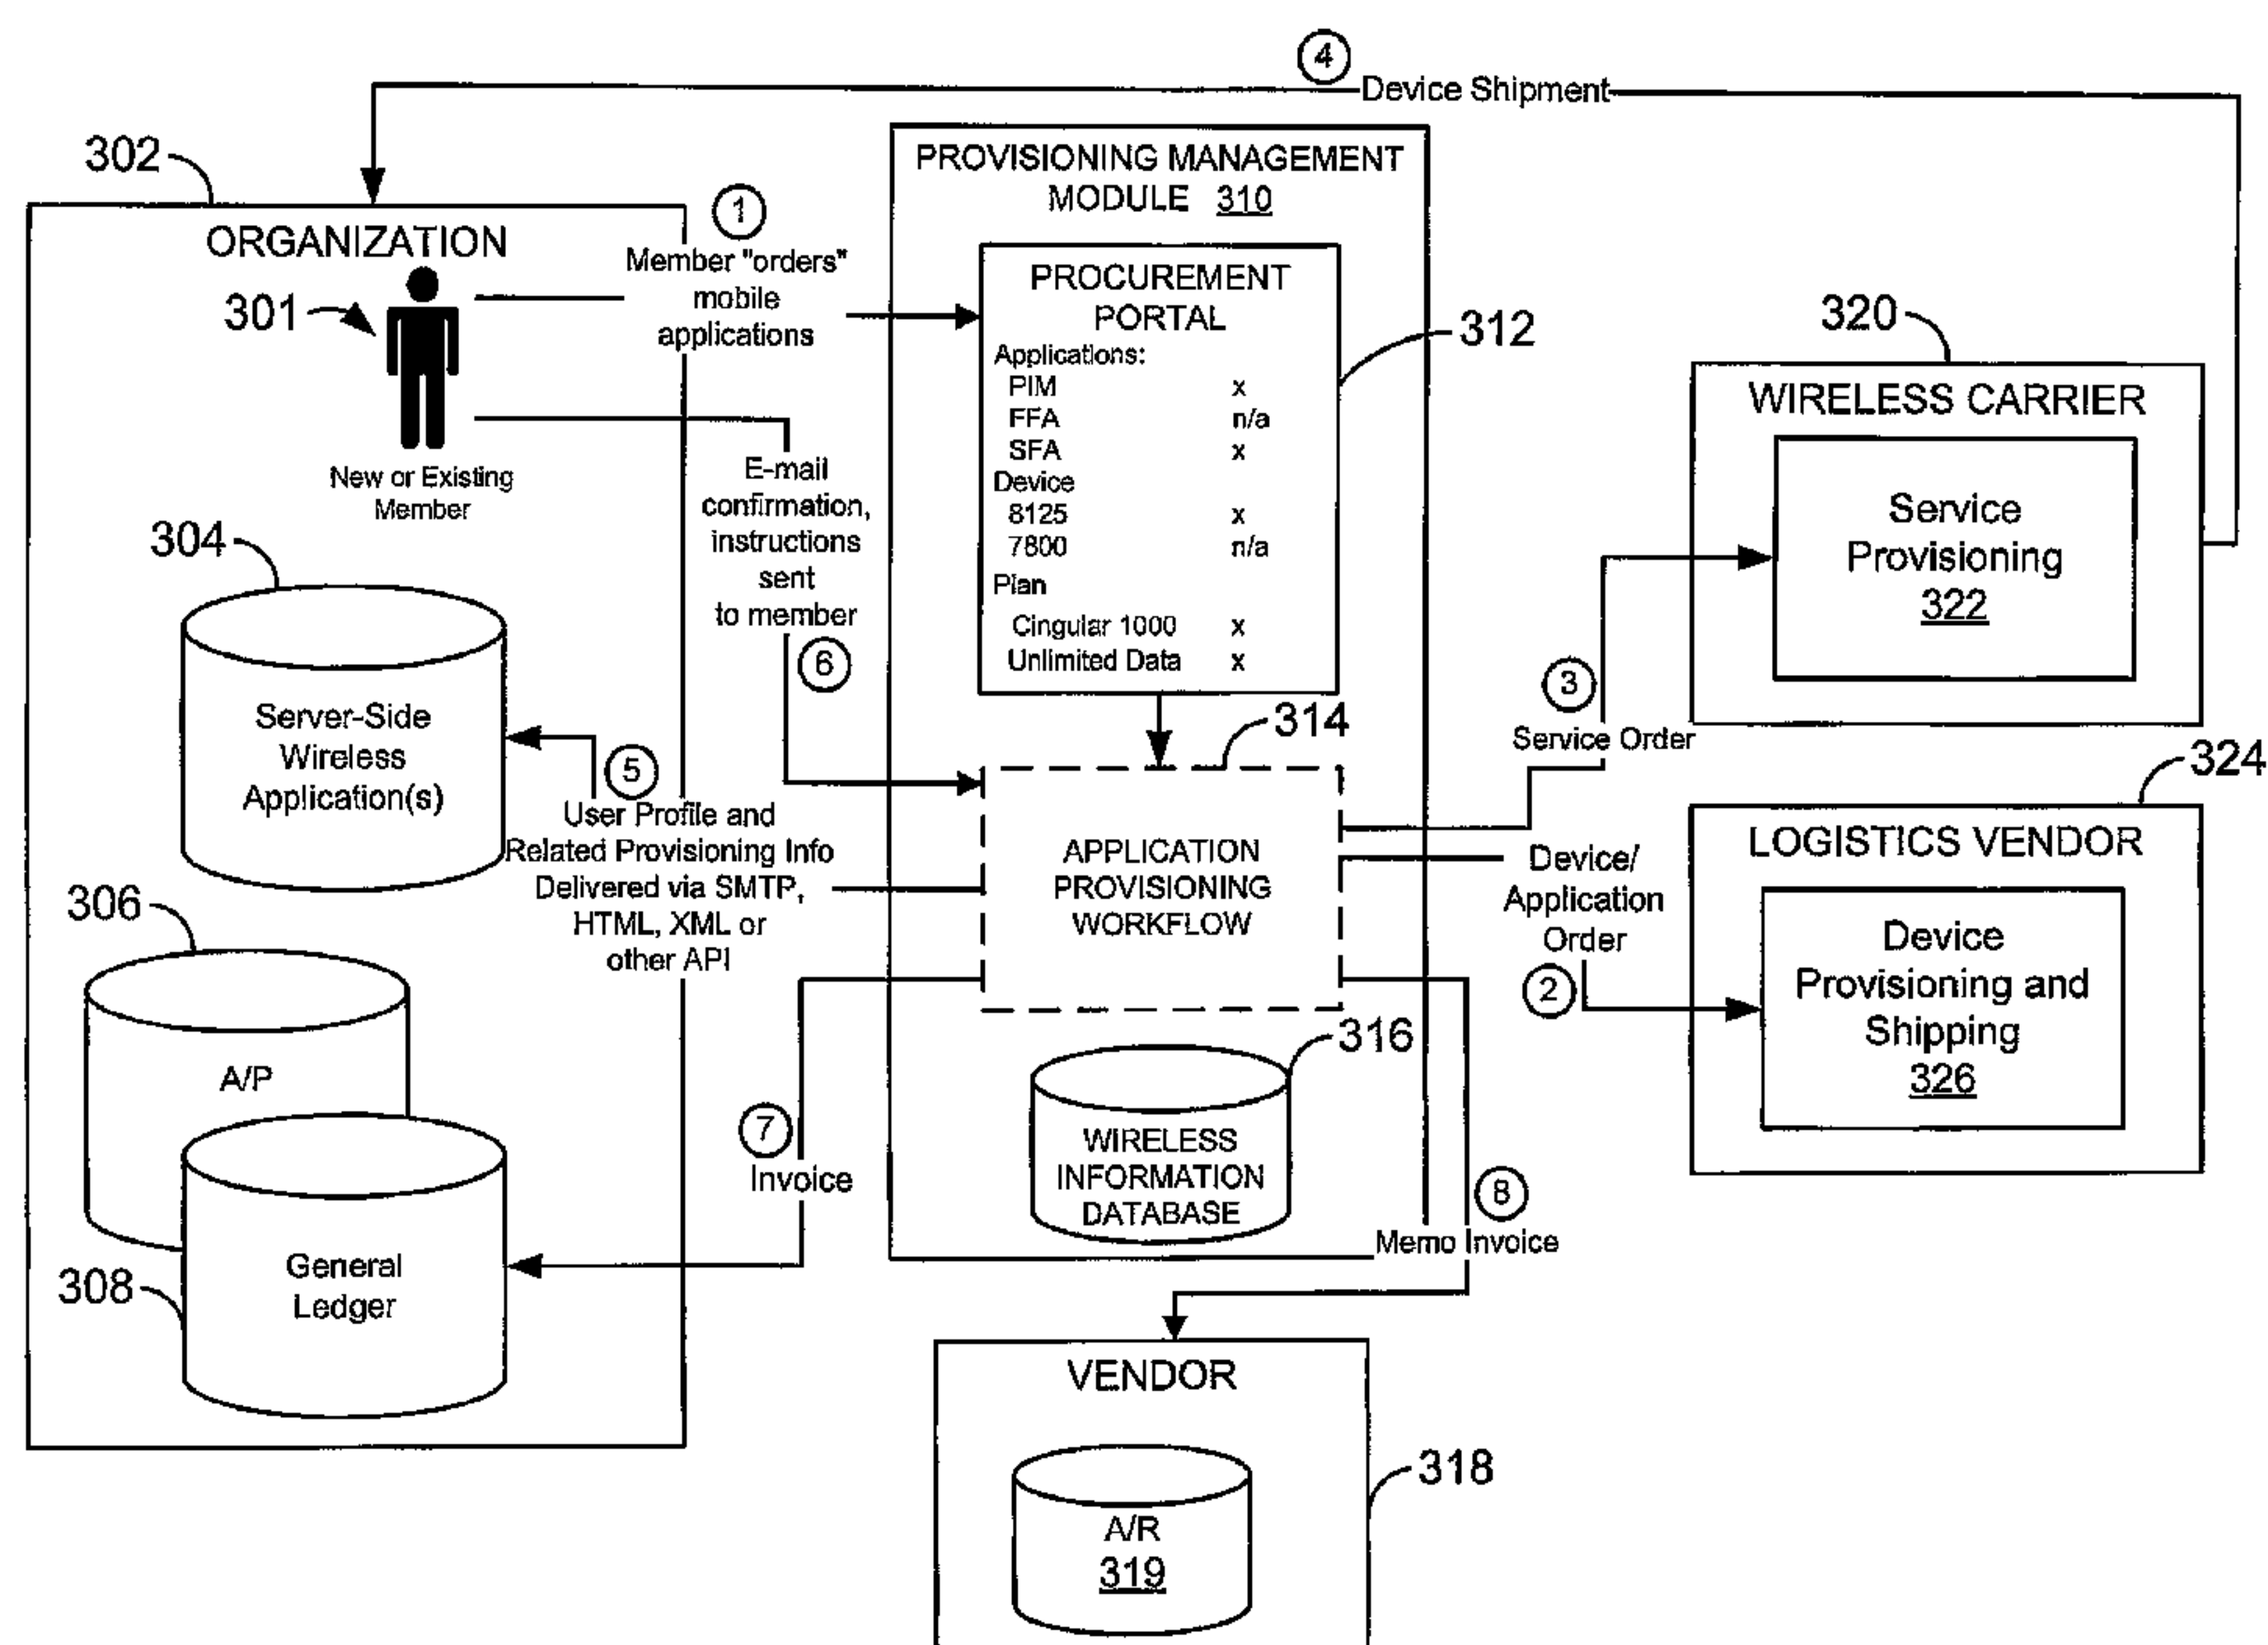 4
Device Shipment
302
ORGANIZATION
301
New or Existing
Member
304
Server-Side
Wireless
Application(s)
306
A/P
308
General
Ledger
1
Member "orders"
mobile
applications
E-mail
confirmation,
instructions
sent
to member
6
5
User Profile and
Related Provisioning Info
Delivered via SMTP,
HTML, XML or
other API
7
Invoice
PROVISIONING MANAGEMENT
MODULE 310
PROCUREMENT
PORTAL
Applications:
PIM x
FFA n/a
SFA x
Device
8125 x
7800 n/a
Plan
Cingular 1000 x
Unlimited Data x
312
314
APPLICATION
PROVISIONING
WORKFLOW
316
WIRELESS
INFORMATION
DATABASE
3
Service Order
Device/
Application
Order
2
8
Memo Invoice
320
WIRELESS CARRIER
Service
Provisioning
322
324
LOGISTICS VENDOR
Device
Provisioning and
Shipping
326
VENDOR
318
A/R
319